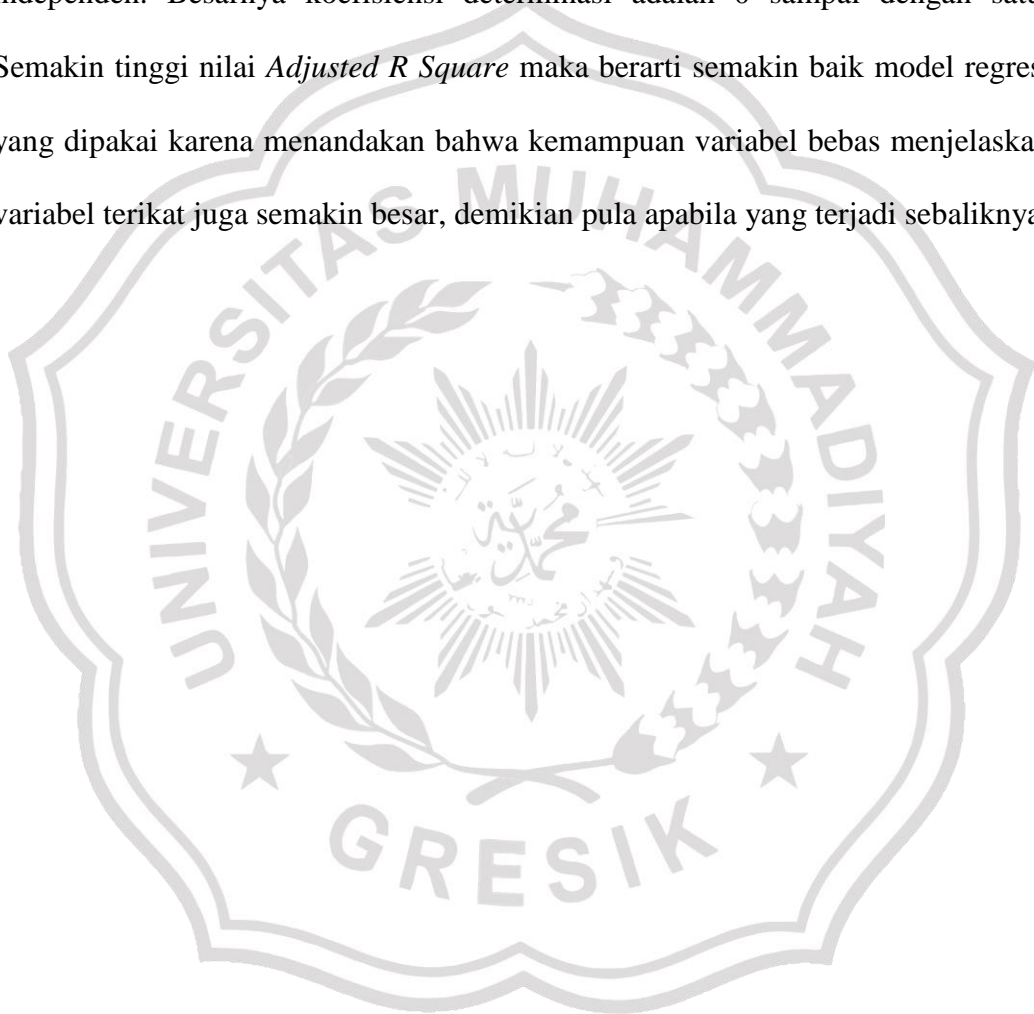 independen. Besarnya koefisiensi determinasi adalah 0 sampai dengan satu
Semakin tinggi nilai Adjusted R Square maka berarti semakin baik model regres
yang dipakai karena menandakan bahwa kemampuan variabel bebas menjelaska
variabel terikat juga semakin besar, demikian pula apabila yang terjadi sebaliknya
UNIVERSITAS MUHAMMADIYAH
محمدية
GRESIK